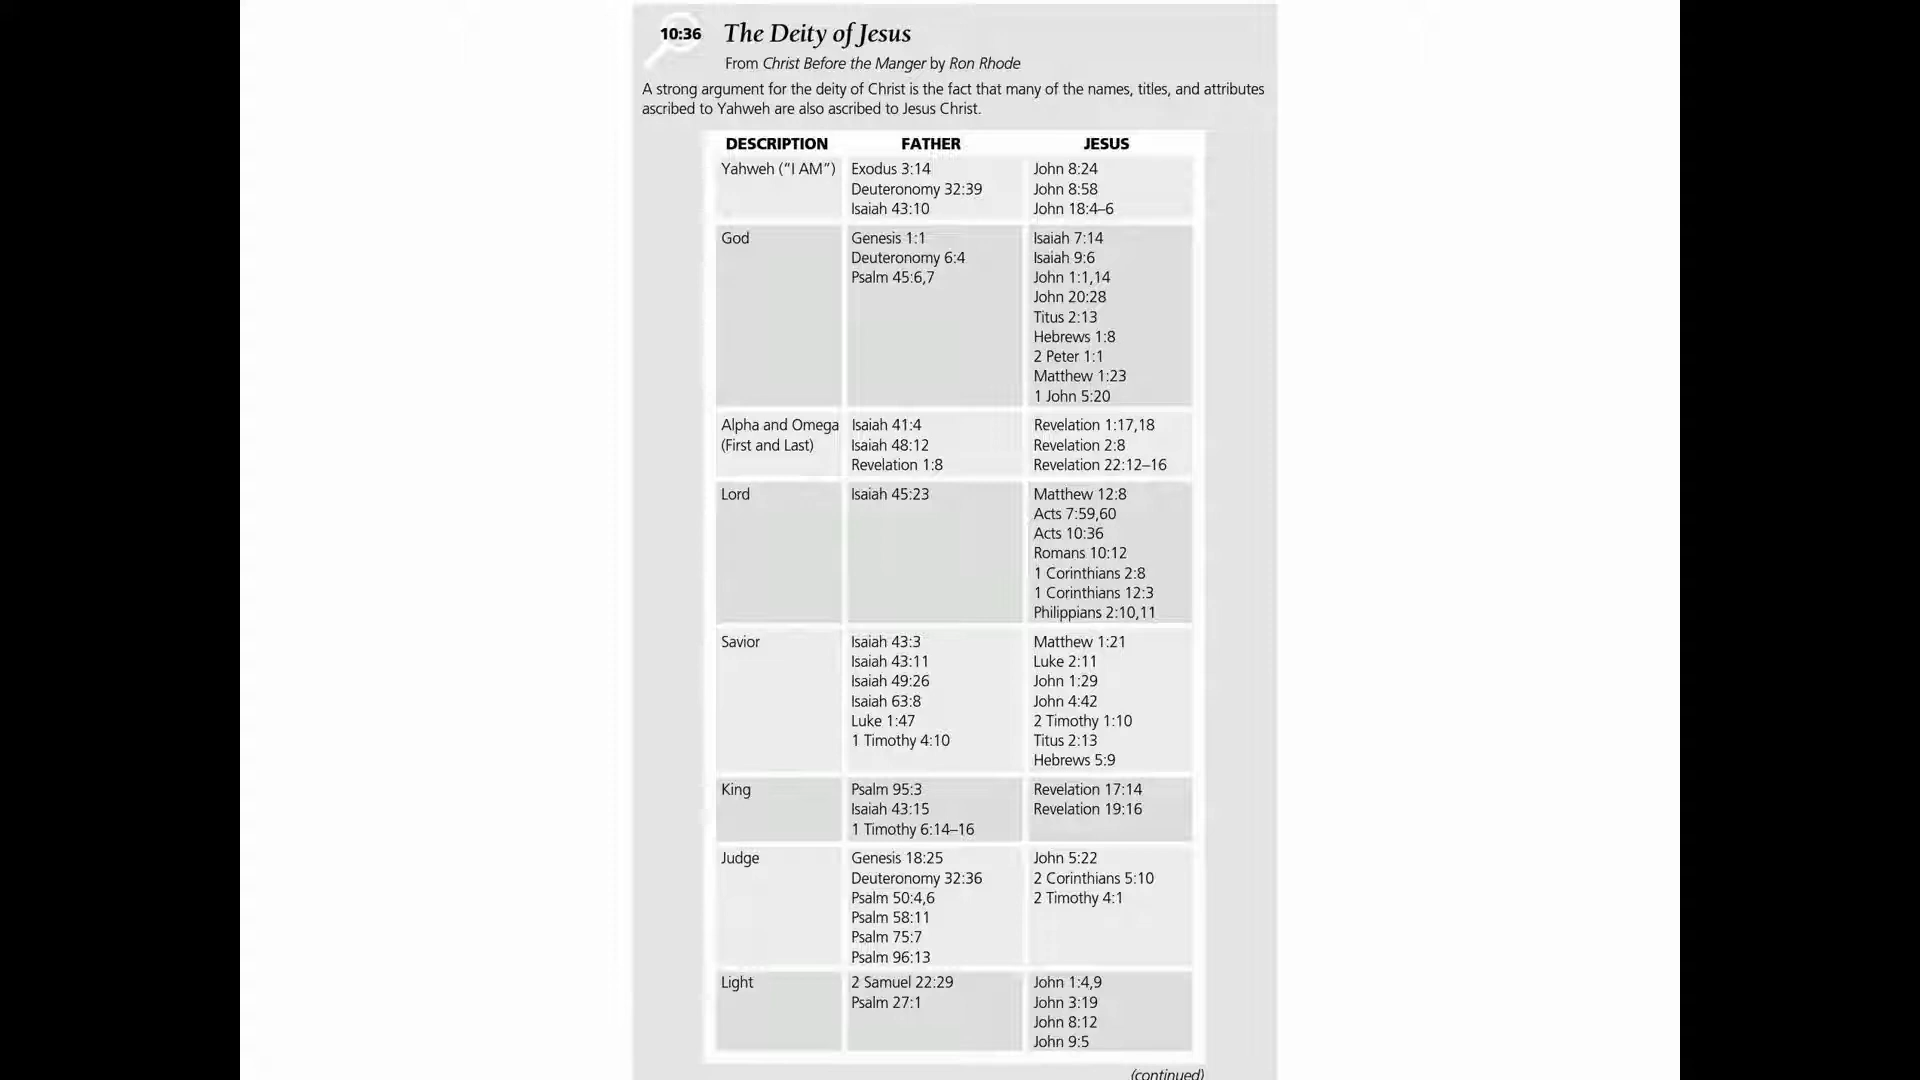 10:36 The Deity of Jesus
From Christ Before the Manger by Ron Rhode
A strong argument for the deity of Christ is the fact that many of the names, titles, and attributes
ascribed to Yahweh are also ascribed to Jesus Christ.
DESCRIPTION FATHER JESUS
Yahweh ("I AM") Exodus 3:14 John 8:24
Deuteronomy 32:39 John 8:58
Isaiah 43:10 John 18:4–6
God Genesis 1:1 Isaiah 7:14
Deuteronomy 6:4 Isaiah 9:6
Psalm 45:6,7 John 1:1,14
John 20:28
Titus 2:13
Hebrews 1:8
2 Peter 1:1
Matthew 1:23
1 John 5:20
Alpha and Omega Isaiah 41:4 Revelation 1:17,18
(First and Last) Isaiah 48:12 Revelation 2:8
Revelation 1:8 Revelation 22:12–16
Lord Isaiah 45:23 Matthew 12:8
Acts 7:59,60
Acts 10:36
Romans 10:12
1 Corinthians 2:8
1 Corinthians 12:3
Philippians 2:10,11
Savior Isaiah 43:3 Matthew 1:21
Isaiah 43:11 Luke 2:11
Isaiah 49:26 John 1:29
Isaiah 63:8 John 4:42
Luke 1:47 2 Timothy 1:10
1 Timothy 4:10 Titus 2:13
Hebrews 5:9
King Psalm 95:3 Revelation 17:14
Isaiah 43:15 Revelation 19:16
1 Timothy 6:14–16
Judge Genesis 18:25 John 5:22
Deuteronomy 32:36 2 Corinthians 5:10
Psalm 50:4,6 2 Timothy 4:1
Psalm 58:11
Psalm 75:7
Psalm 96:13
Light 2 Samuel 22:29 John 1:4,9
Psalm 27:1 John 3:19
John 8:12
John 9:5
(continued)